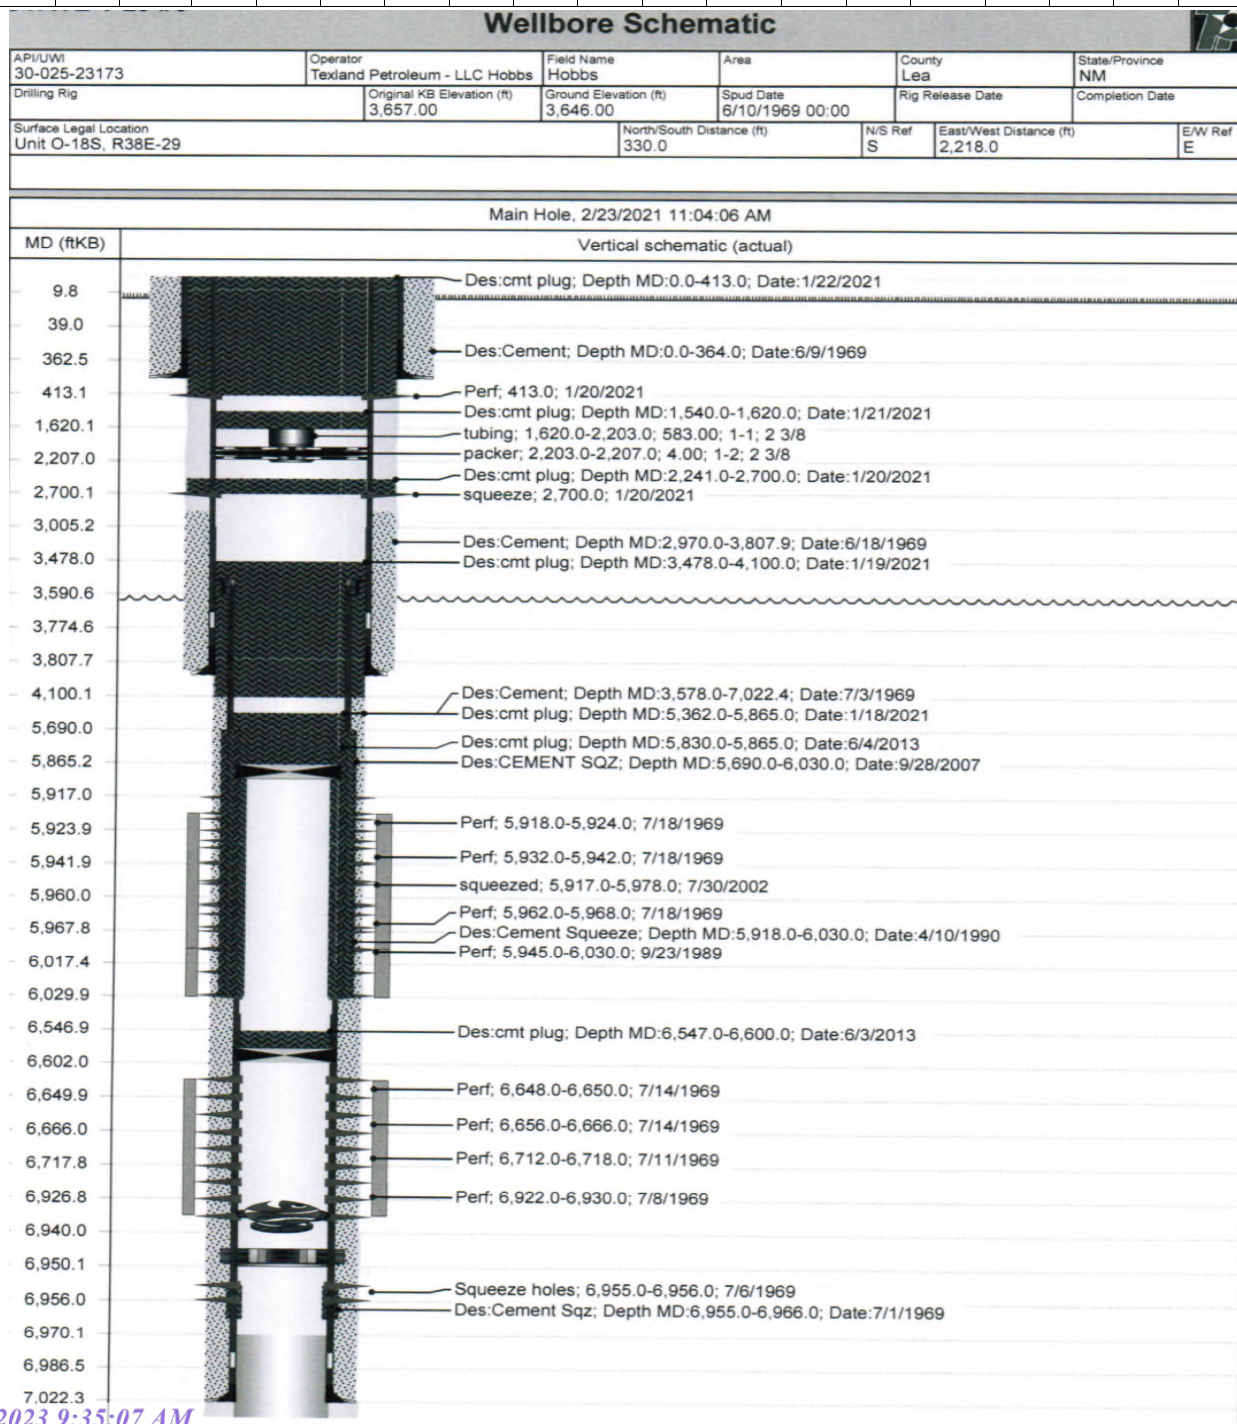 Wellbore Schematic
API/UWI
30-025-23173
Operator
Texland Petroleum - LLC Hobbs
Field Name
Hobbs
Area
County
Lea
State/Province
NM
Drilling Rig
Original KB Elevation (ft)
3,657.00
Ground Elevation (ft)
3,646.00
Spud Date
6/10/1969 00:00
Rig Release Date
Completion Date
Surface Legal Location
Unit O-18S, R38E-29
North/South Distance (ft)
330.0
N/S Ref
S
East/West Distance (ft)
2,218.0
E/W Ref
E
Main Hole, 2/23/2021 11:04:06 AM
MD (ftKB)
Vertical schematic (actual)
Des:cmt plug; Depth MD:0.0-413.0; Date:1/22/2021
9.8
39.0
Des:Cement; Depth MD:0.0-364.0; Date:6/9/1969
362.5
413.1
Perf; 413.0; 1/20/2021
Des:cmt plug; Depth MD:1,540.0-1,620.0; Date:1/21/2021
1,620.1
tubing; 1,620.0-2,203.0; 583.00; 1-1; 2 3/8
packer; 2,203.0-2,207.0; 4.00; 1-2; 2 3/8
2,207.0
Des:cmt plug; Depth MD:2,241.0-2,700.0; Date:1/20/2021
2,700.1
squeeze; 2,700.0; 1/20/2021
3,005.2
Des:Cement; Depth MD:2,970.0-3,807.9; Date:6/18/1969
3,478.0
Des:cmt plug; Depth MD:3,478.0-4,100.0; Date:1/19/2021
3,590.6
3,774.6
3,807.7
4,100.1
Des:Cement; Depth MD:3,578.0-7,022.4; Date:7/3/1969
Des:cmt plug; Depth MD:5,362.0-5,865.0; Date:1/18/2021
5,690.0
Des:cmt plug; Depth MD:5,830.0-5,865.0; Date:6/4/2013
5,865.2
Des:CEMENT SQZ; Depth MD:5,690.0-6,030.0; Date:9/28/2007
5,917.0
5,923.9
Perf; 5,918.0-5,924.0; 7/18/1969
5,941.9
Perf; 5,932.0-5,942.0; 7/18/1969
squeezed; 5,917.0-5,978.0; 7/30/2002
5,960.0
Perf; 5,962.0-5,968.0; 7/18/1969
5,967.8
Des:Cement Squeeze; Depth MD:5,918.0-6,030.0; Date:4/10/1990
Perf; 5,945.0-6,030.0; 9/23/1989
6,017.4
6,029.9
6,546.9
Des:cmt plug; Depth MD:6,547.0-6,600.0; Date:6/3/2013
6,602.0
6,649.9
Perf; 6,648.0-6,650.0; 7/14/1969
6,666.0
Perf; 6,656.0-6,666.0; 7/14/1969
6,717.8
Perf; 6,712.0-6,718.0; 7/11/1969
6,926.8
Perf; 6,922.0-6,930.0; 7/8/1969
6,940.0
6,950.1
Squeeze holes; 6,955.0-6,956.0; 7/6/1969
6,956.0
Des:Cement Sqz; Depth MD:6,955.0-6,966.0; Date:7/1/1969
6,970.1
6,986.5
7,022.3
2023 9:35:07 AM